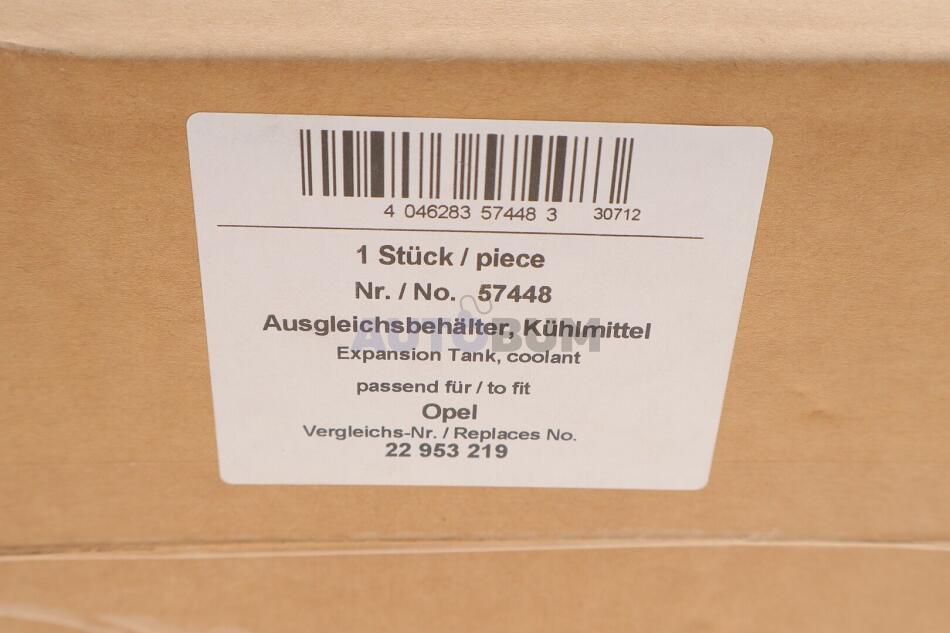 4 046283 57448 3 30712
1 Stück / piece
Nr. / No. 57448
Ausgleichsbehälter, Kühlmittel
AUTOBUM
Expansion Tank, coolant
passend für / to fit
Opel
Vergleichs-Nr. / Replaces No.
22 953 219